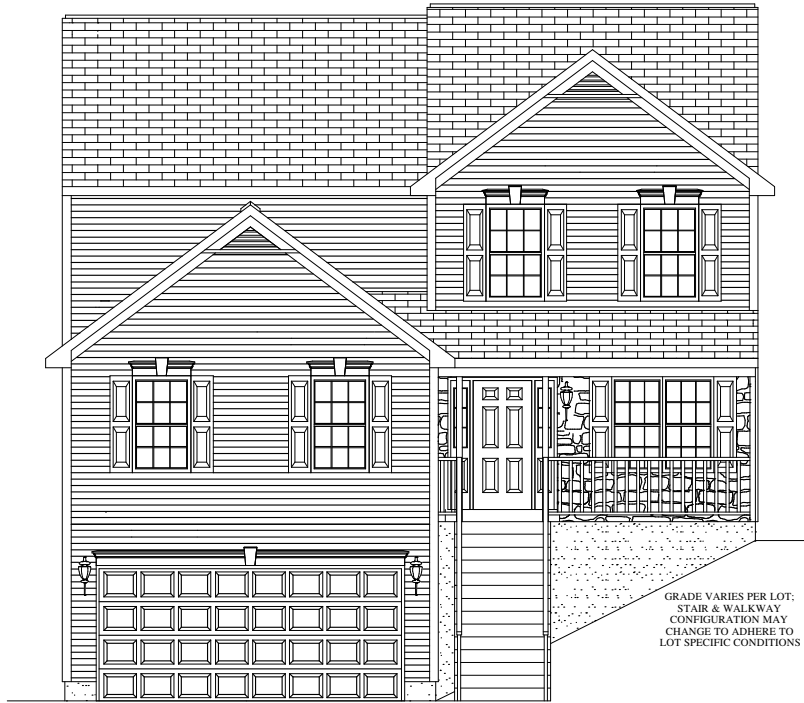 GRADE VARIES PER LOT;
STAIR & WALKWAY
CONFIGURATION MAY
CHANGE TO ADHERE TO
LOT SPECIFIC CONDITIONS